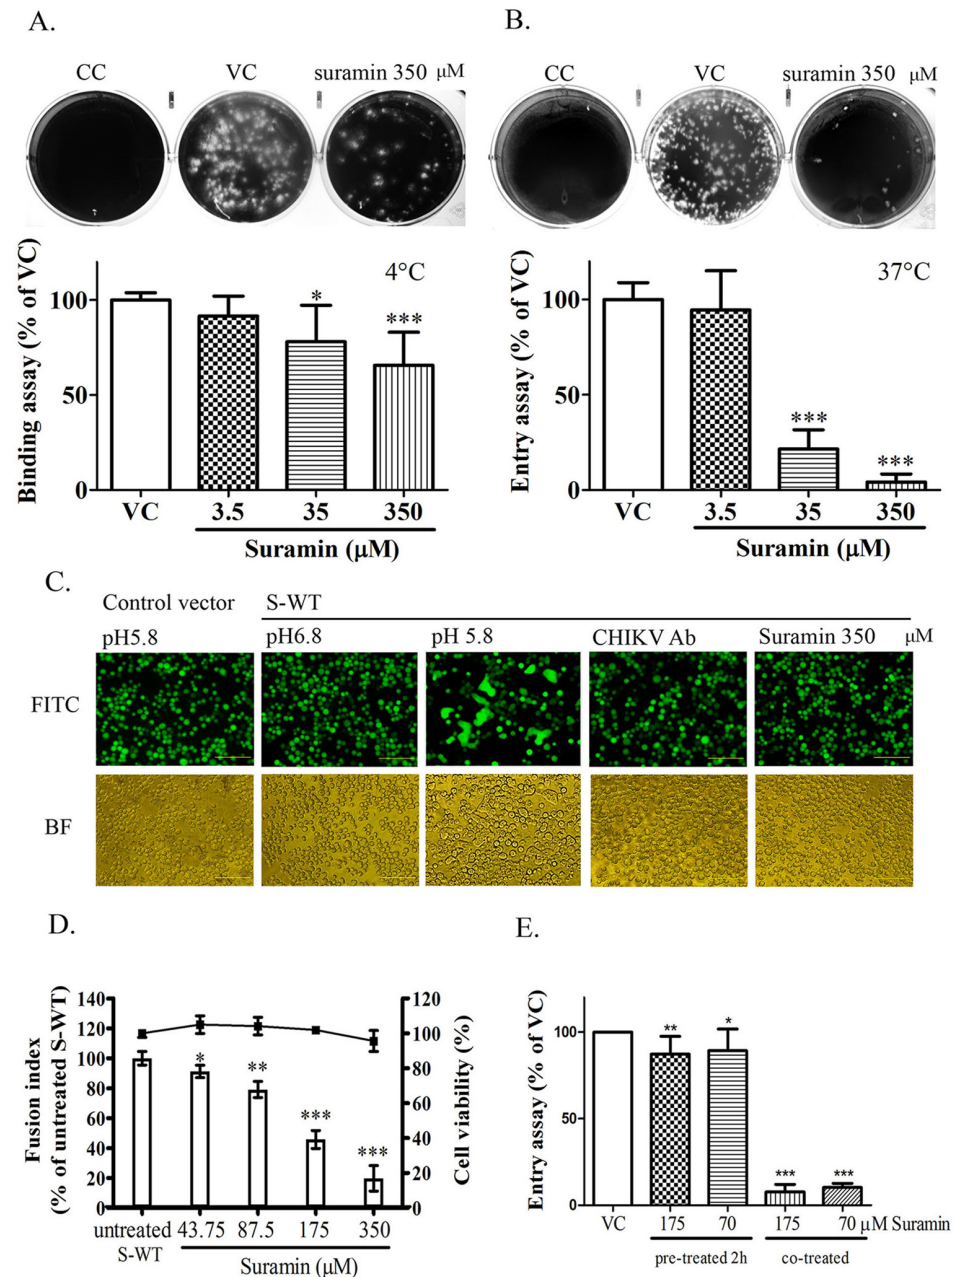 A.
CC VC suramin 350 μM
4°C
Binding assay (% of VC)
100
50
0
*
***
VC 3.5 35 350
Suramin (μM)
B.
CC VC suramin 350 μM
37°C
Entry assay (% of VC)
100
50
0
***
***
VC 3.5 35 350
Suramin (μM)
C.
Control vector S-WT
pH5.8 pH6.8 pH 5.8 CHIKV Ab Suramin 350 μM
FITC
BF
D.
Fusion index
(% of untreated S-WT)
140
120
100
80
60
40
20
0
*
**
***
***
120
100
80
60
40
20
0
Cell viability (%)
untreated 43.75 87.5 175 350
S-WT
Suramin (μM)
E.
Entry assay (% of VC)
100
50
0
**
*
***
***
VC 175 70 175 70 μM Suramin
pre-treated 2h co-treated